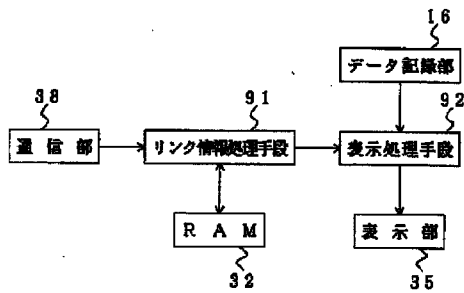 16
データ記録部
38
91
92
通信部
リンク情報処理手段
表示処理手段
RAM
表示部
32
35